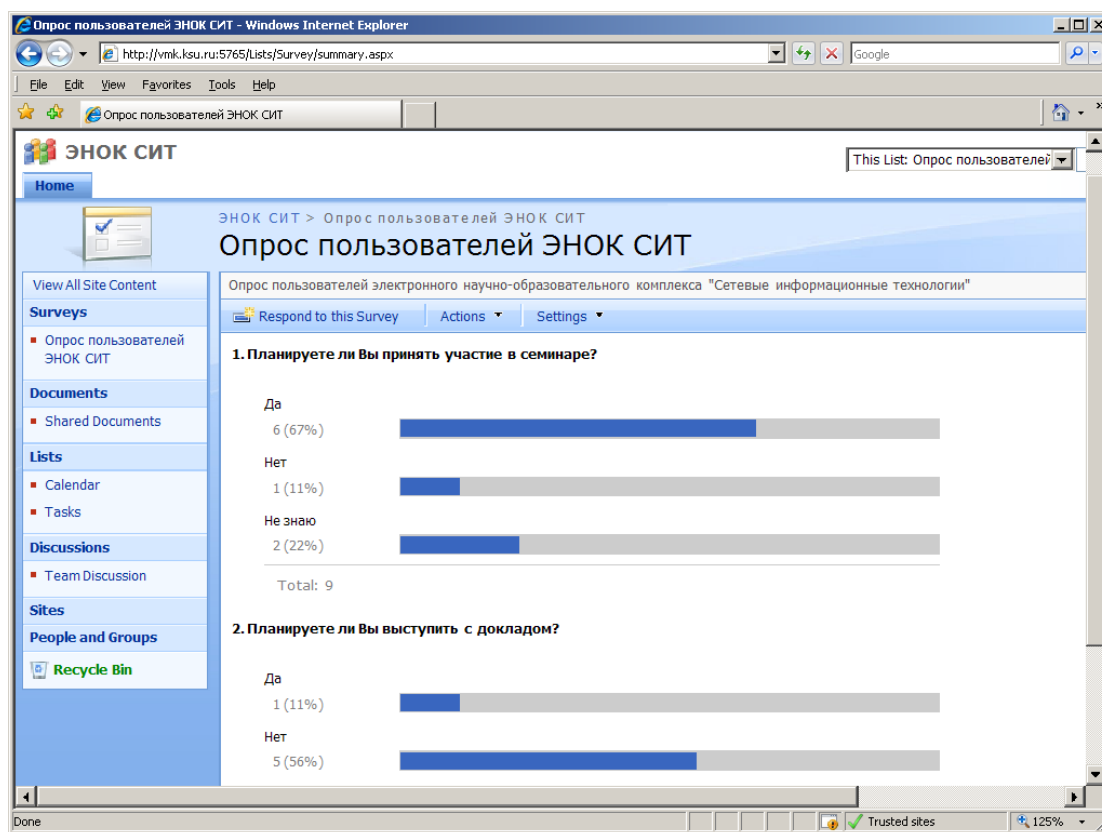 Опрос пользователей ЭНОК СИТ - Windows Internet Explorer
http://vmk.ksu.ru:5765/Lists/Survey/summary.aspx
Google
File Edit View Favorites Tools Help
Опрос пользователей ЭНОК СИТ
ЭНОК СИТ
This List: Опрос пользователей
Home
ЭНОК СИТ > Опрос пользователей ЭНОК СИТ
Опрос пользователей ЭНОК СИТ
View All Site Content
Surveys
Опрос пользователей
ЭНОК СИТ
Documents
Shared Documents
Lists
Calendar
Tasks
Discussions
Team Discussion
Sites
People and Groups
Recycle Bin
Опрос пользователей электронного научно-образовательного комплекса "Сетевые информационные технологии"
Respond to this Survey Actions Settings
1. Планируете ли Вы принять участие в семинаре?
Да
6 (67%)
Нет
1 (11%)
Не знаю
2 (22%)
Total: 9
2. Планируете ли Вы выступить с докладом?
Да
1 (11%)
Нет
5 (56%)
Done
Trusted sites
125%